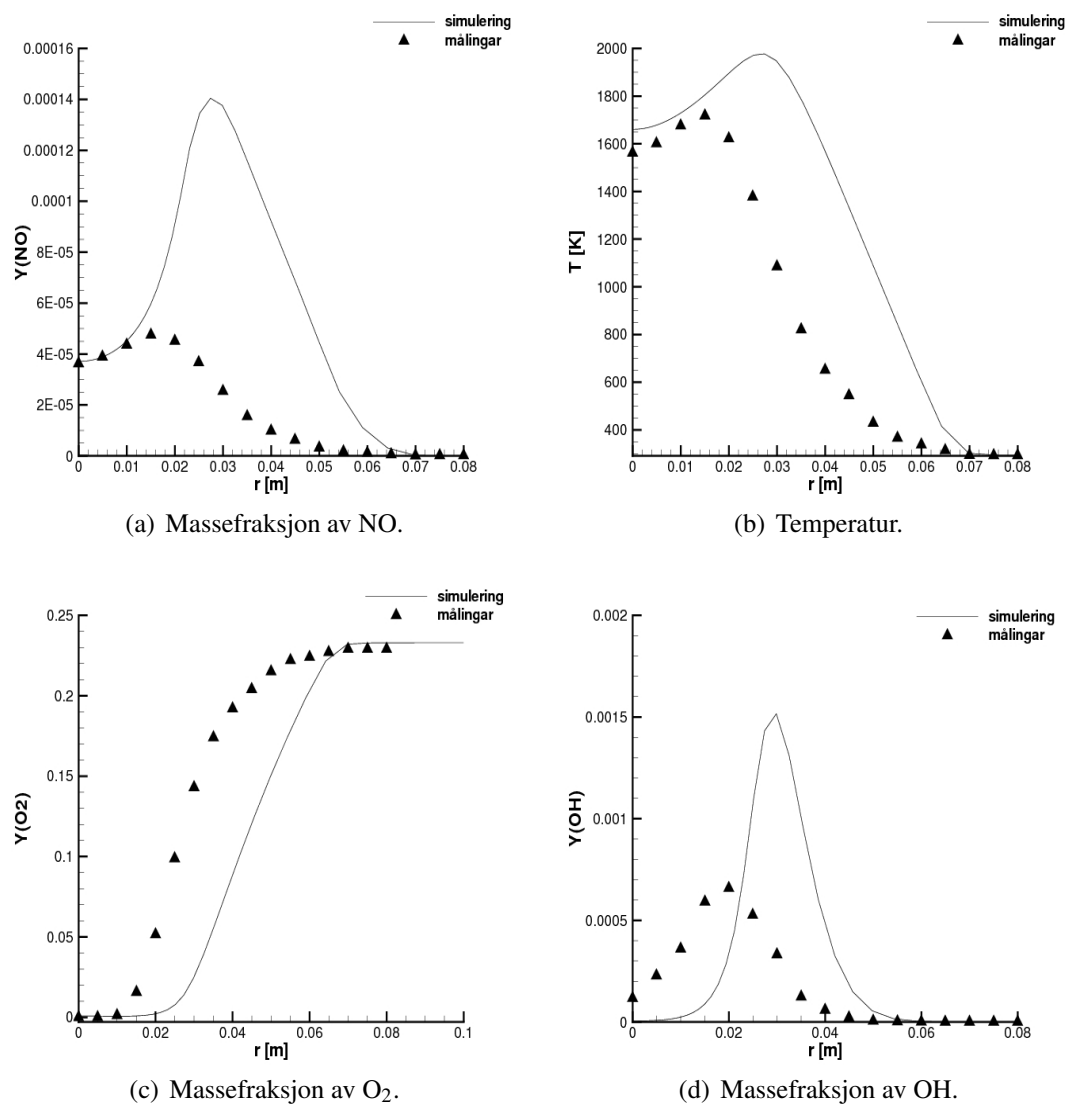 simulering
målingar
0.00016
0.00014
0.00012
0.0001
8E-05
6E-05
4E-05
2E-05
0
Y(NO)
0 0.01 0.02 0.03 0.04 0.05 0.06 0.07 0.08
r [m]
(a) Massefraksjon av NO.
simulering
målingar
2000
1800
1600
1400
1200
1000
800
600
400
T [K]
0 0.01 0.02 0.03 0.04 0.05 0.06 0.07 0.08
r [m]
(b) Temperatur.
simulering
målingar
0.25
0.2
0.15
0.1
0.05
0
Y(O2)
0 0.02 0.04 0.06 0.08 0.1
r [m]
(c) Massefraksjon av O₂.
simulering
målingar
0.002
0.0015
0.001
0.0005
0
Y(OH)
0 0.02 0.04 0.06 0.08
r [m]
(d) Massefraksjon av OH.